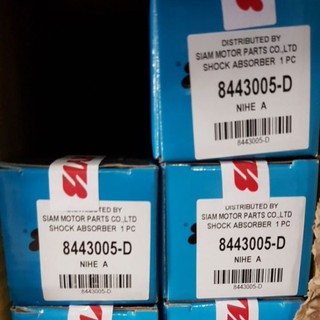 DISTRIBUTED BY
SIAM MOTOR PARTS CO.,LTD
SHOCK ABSORBER 1 PC
8443005-D
NIHE A
8443005-D
DISTRIBUTED BY
SIAM MOTOR PARTS CO.,LTD
SHOCK ABSORBER 1 PC
8443005-D
NIHE A
8443005-D
DISTRIBUTED BY
SIAM MOTOR PARTS CO.,LTD
SHOCK ABSORBER 1 PC
8443005-D
NIHE A
8443005-D